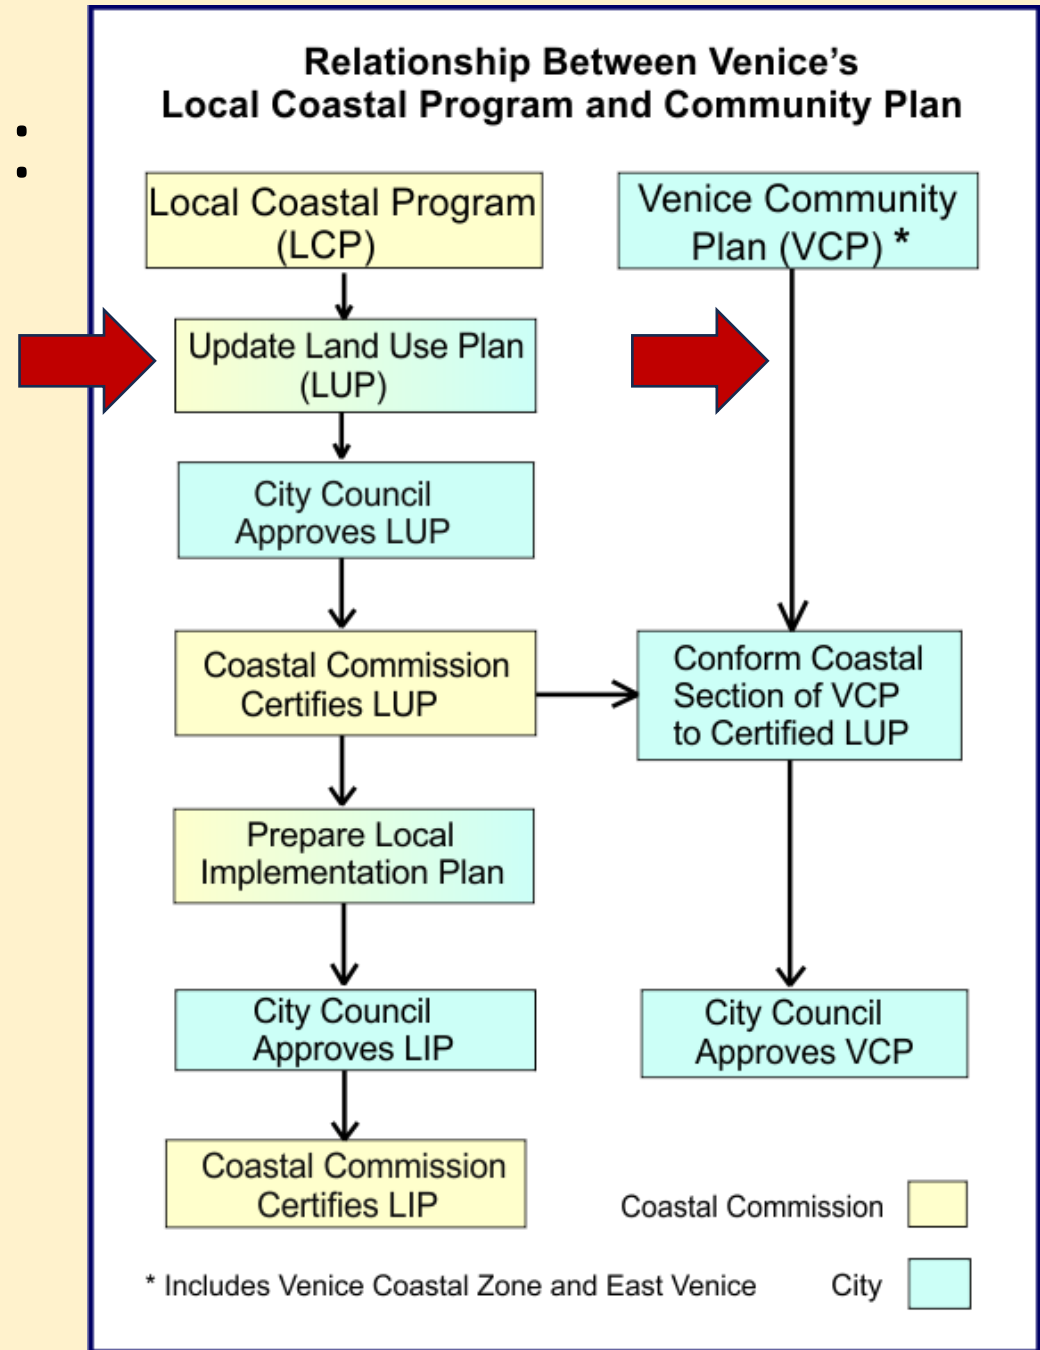 Relationship Between Venice’s
Local Coastal Program and Community Plan
:
Local Coastal Program
(LCP)
Venice Community
Plan (VCP) *
Update Land Use Plan
(LUP)
City Council
Approves LUP
Coastal Commission
Certifies LUP
Conform Coastal
Section of VCP
to Certified LUP
Prepare Local
Implementation Plan
City Council
Approves LIP
City Council
Approves VCP
Coastal Commission
Certifies LIP
Coastal Commission
* Includes Venice Coastal Zone and East Venice
City